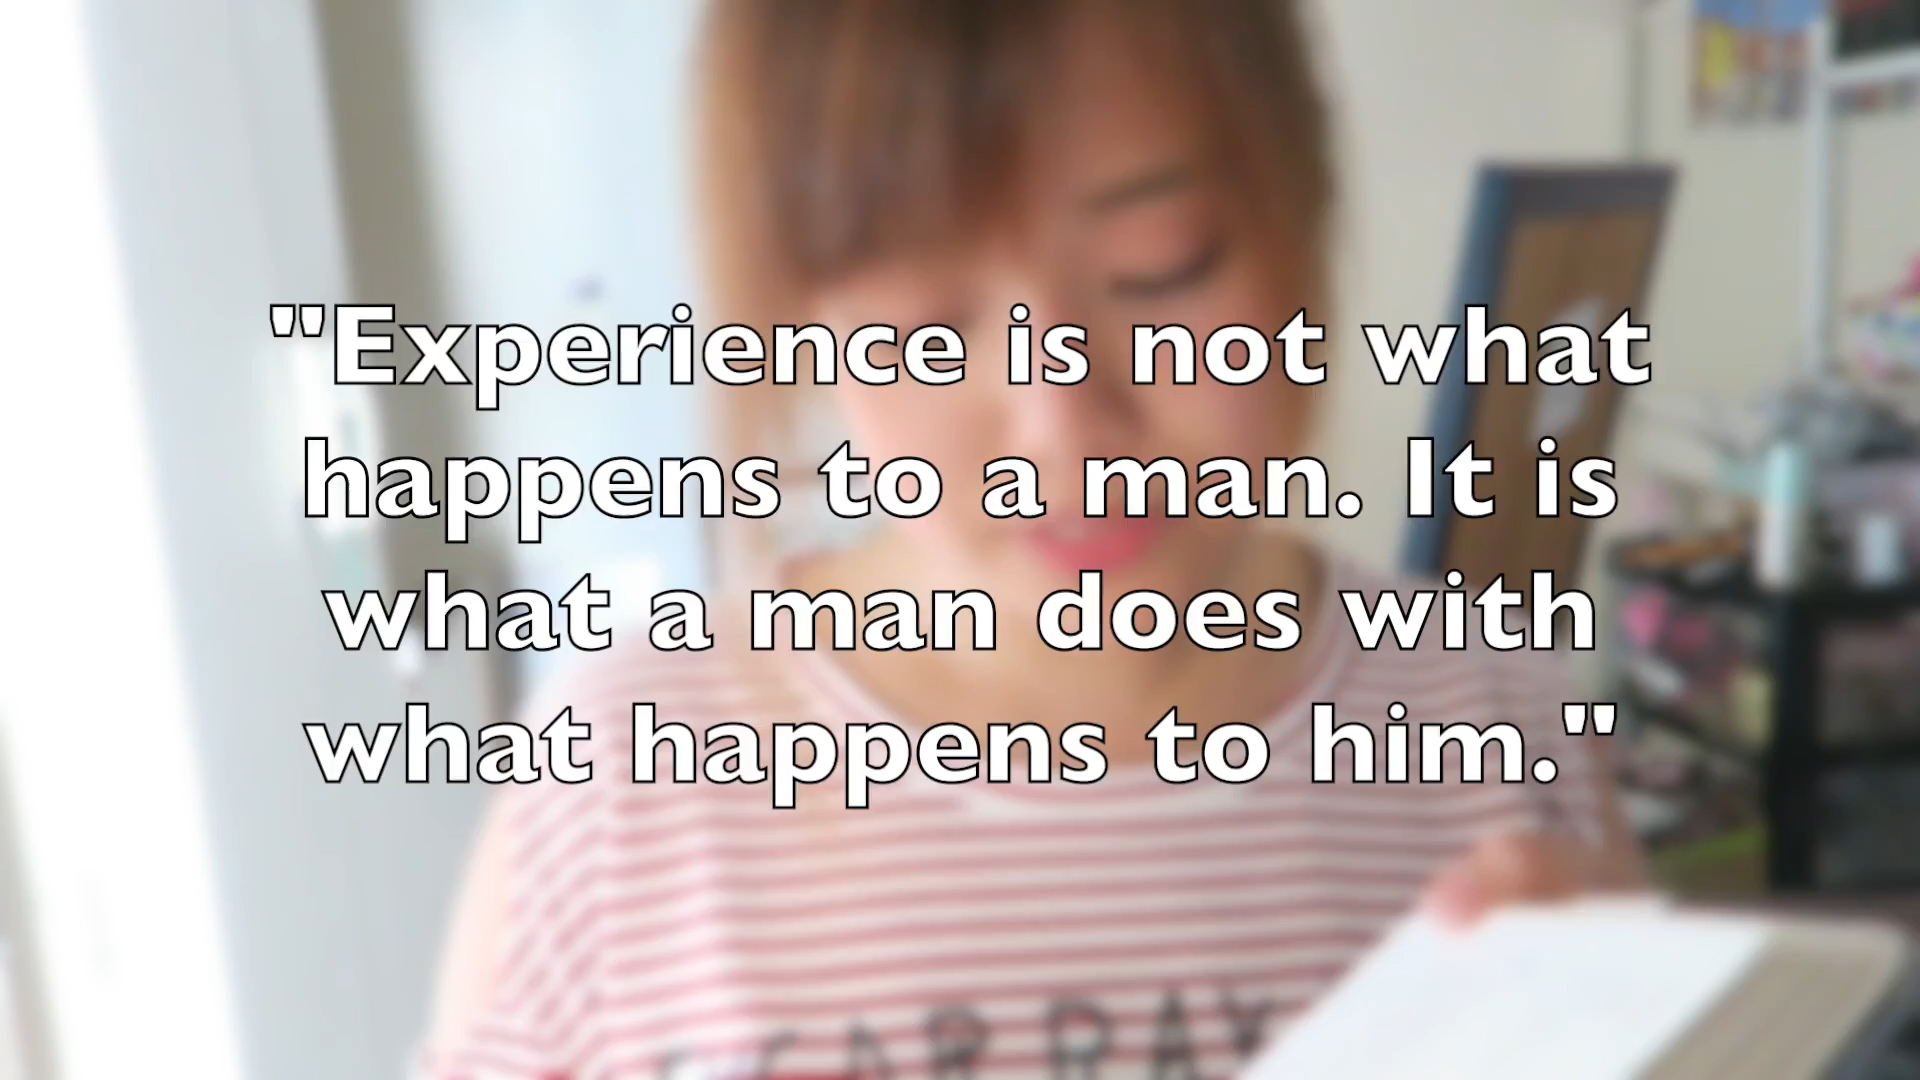 "Experience is not what
happens to a man. It is
what a man does with
what happens to him."